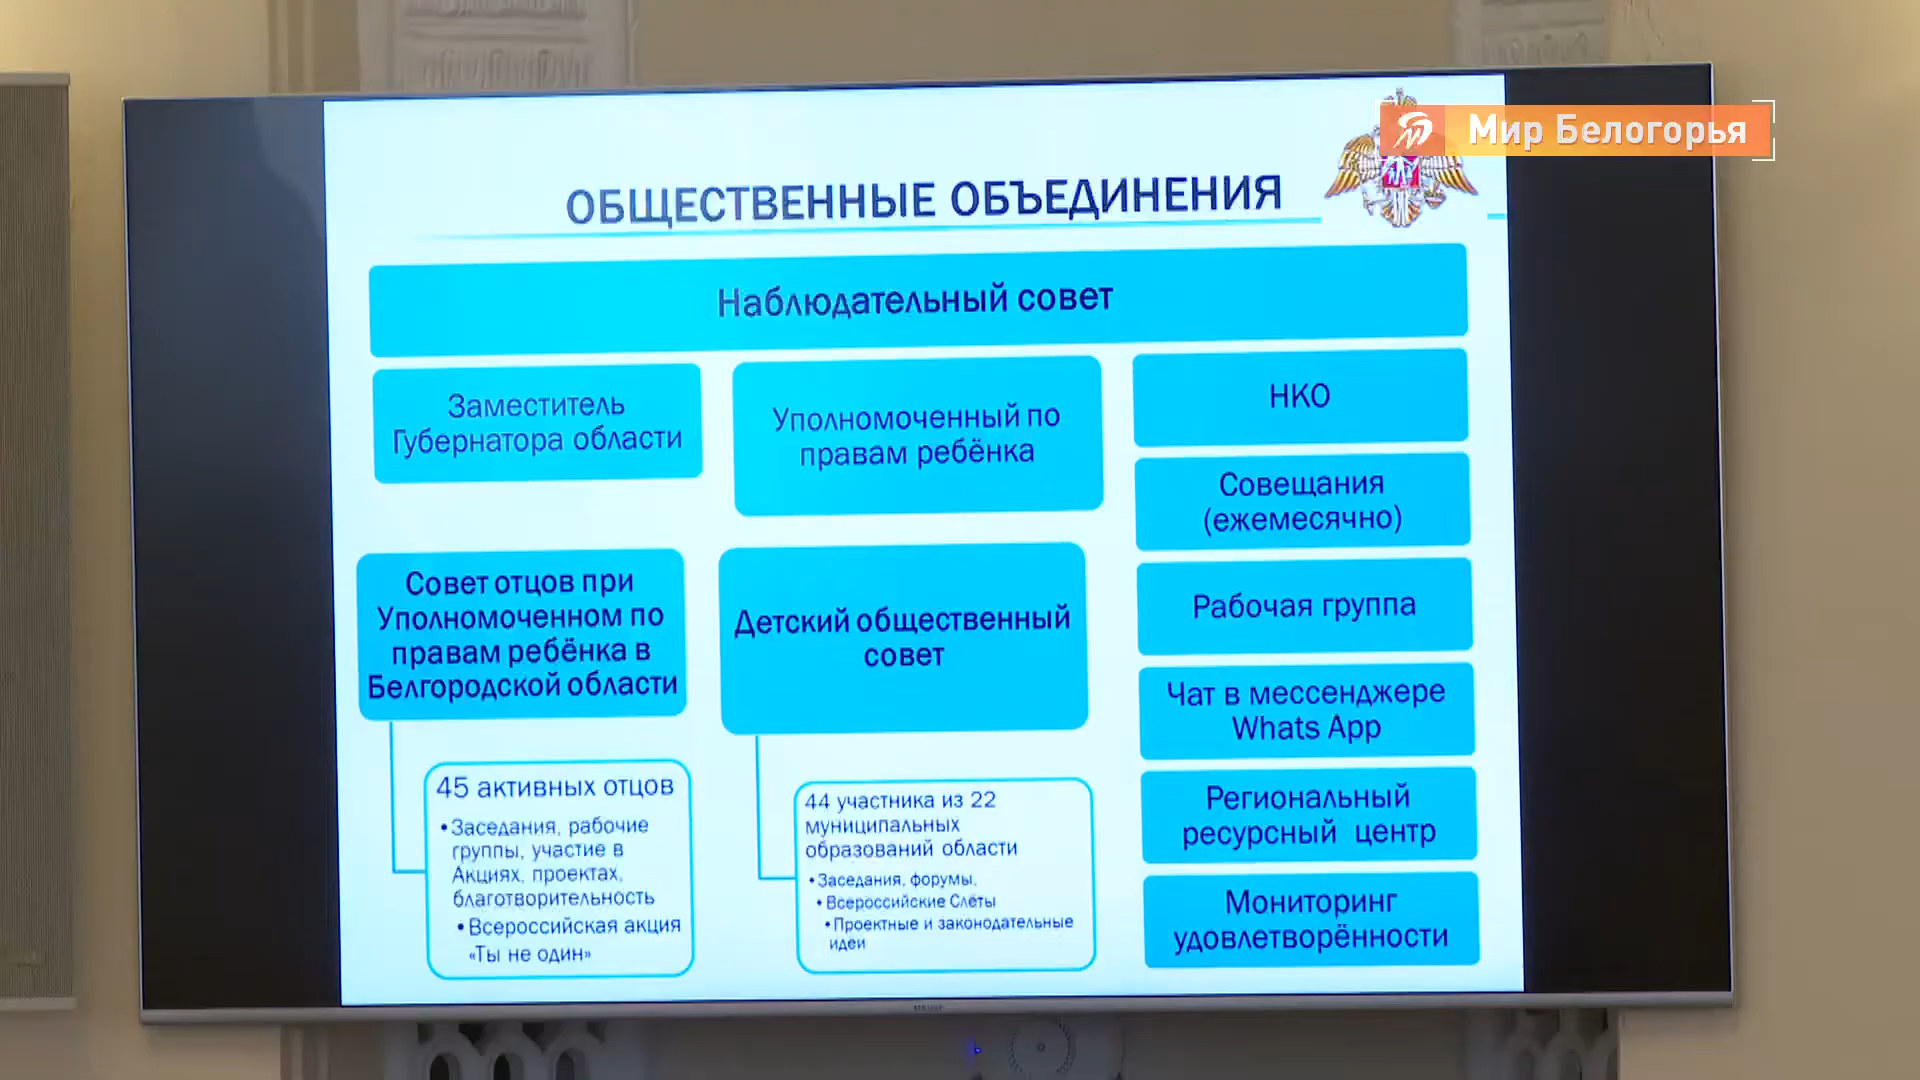 Мир Белогорья
ОБЩЕСТВЕННЫЕ ОБЪЕДИНЕНИЯ
Наблюдательный совет
Заместитель
Губернатора области
Уполномоченный по
правам ребёнка
НКО
Совещания
(ежемесячно)
Рабочая группа
Чат в мессенджере
Whats App
Региональный
ресурсный центр
Мониторинг
удовлетворённости
Совет отцов при
Уполномоченном по
правам ребёнка в
Белгородской области
Детский общественный
совет
45 активных отцов
•Заседания, рабочие
группы, участие в
Акциях, проектах,
благотворительность
•Всероссийская акция
«Ты не один»
44 участника из 22
муниципальных
образований области
•Заседания, форумы,
•Всероссийские Слёты
•Проектные и законодательные
идеи